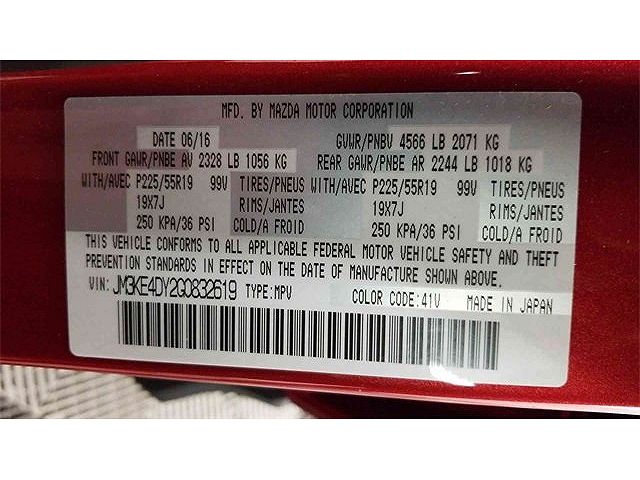 MFD. BY MAZDA MOTOR CORPORATION
DATE 06/16 GVWR/PNBV 4566 LB 2071 KG
FRONT GAWR/PNBE AV 2328 LB 1056 KG REAR GAWR/PNBE AR 2244 LB 1018 KG
WITH/AVEC P225/55R19 99V TIRES/PNEUS WITH/AVEC P225/55R19 99V TIRES/PNEUS
19X7J RIMS/JANTES 19X7J RIMS/JANTES
250 KPA/36 PSI COLD/A FROID 250 KPA/36 PSI COLD/A FROID
THIS VEHICLE CONFORMS TO ALL APPLICABLE FEDERAL MOTOR VEHICLE SAFETY AND THEFT
PREVENTION STANDARDS IN EFFECT ON THE DATE OF MANUFACTURE SHOWN ABOVE.
VIN: JM3KE4DY2G0832619 TYPE:MPV COLOR CODE:41V MADE IN JAPAN